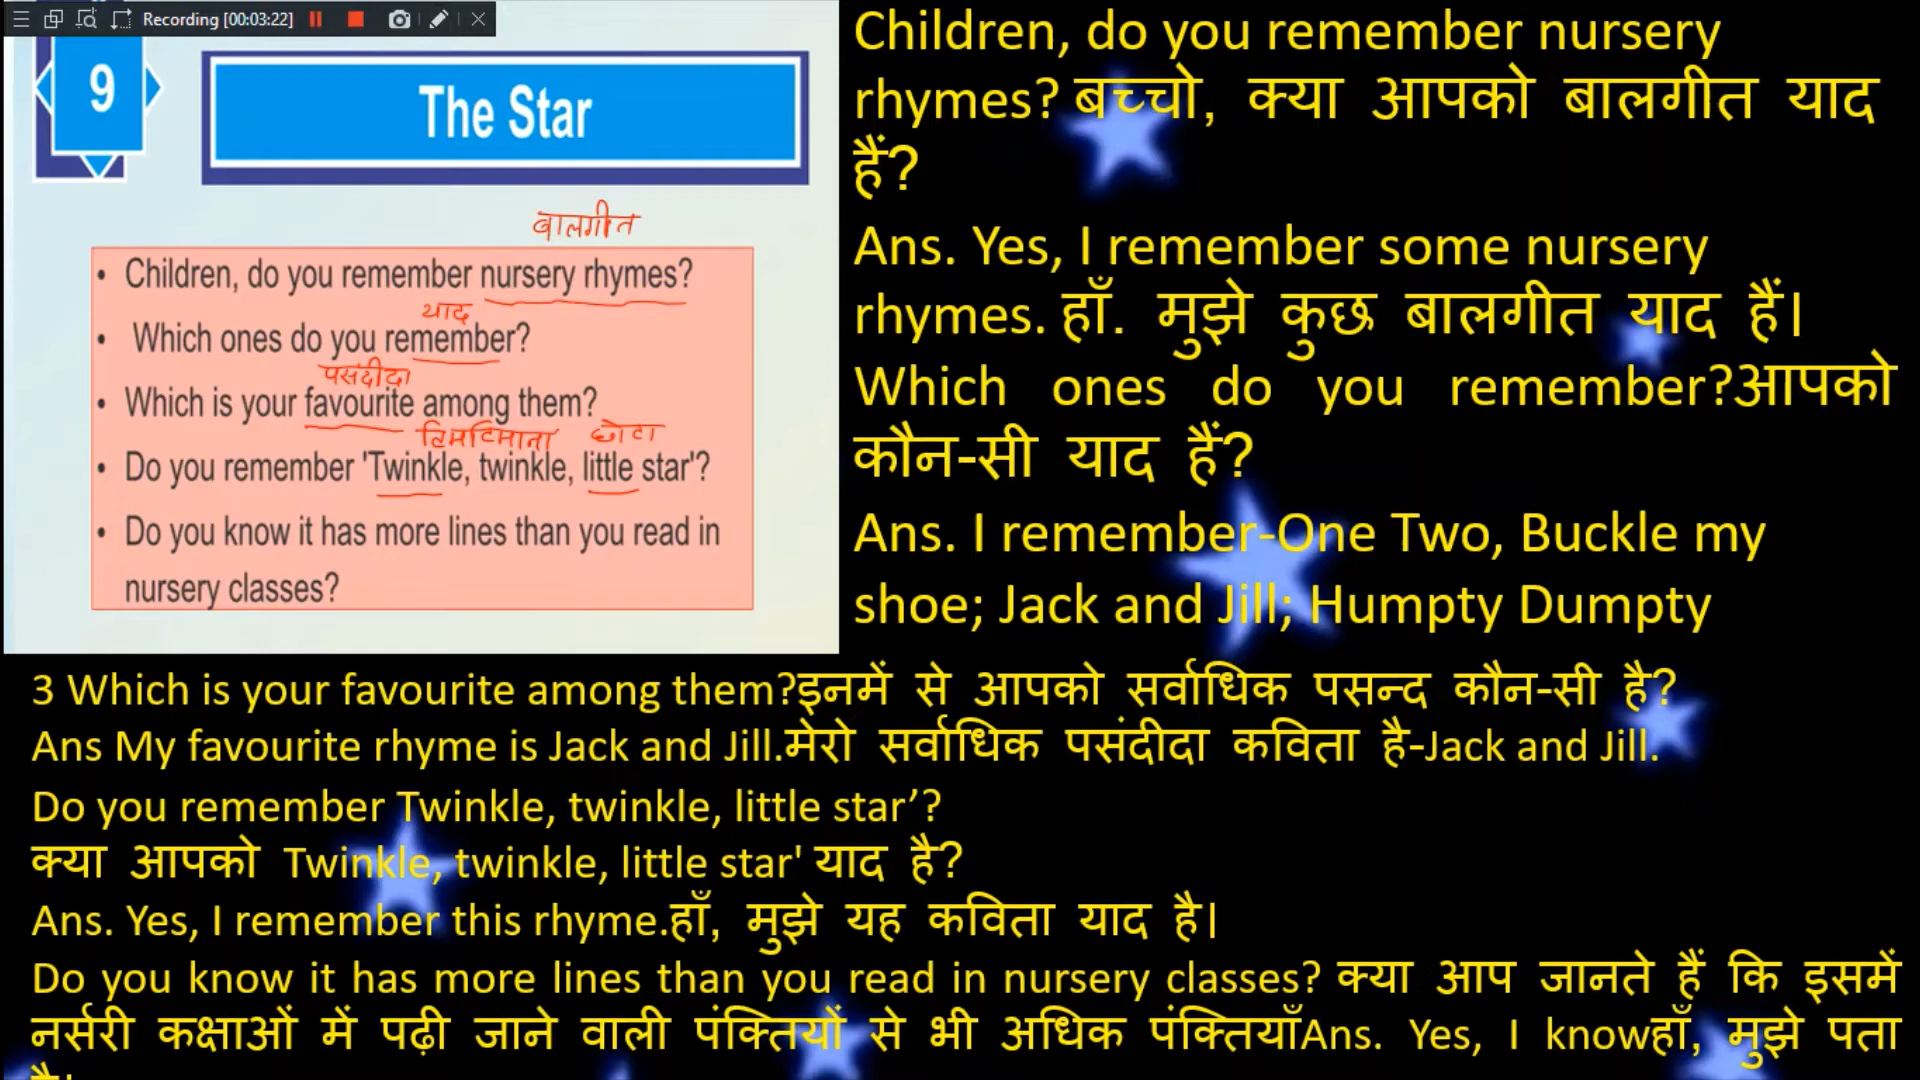 Recording [00:03:22]
9
The Star
बालगीत
• Children, do you remember nursery rhymes?
याद
• Which ones do you remember?
पसंदीदा
• Which is your favourite among them?
टिमटिमाना छोटा
• Do you remember 'Twinkle, twinkle, little star'?
• Do you know it has more lines than you read in
nursery classes?
Children, do you remember nursery
rhymes? बच्चो, क्या आपको बालगीत याद
हैं?
Ans. Yes, I remember some nursery
rhymes. हाँ. मुझे कुछ बालगीत याद हैं।
Which ones do you remember?आपको
कौन-सी याद हैं?
Ans. I remember-One Two, Buckle my
shoe; Jack and Jill; Humpty Dumpty
3 Which is your favourite among them?इनमें से आपको सर्वाधिक पसन्द कौन-सी है?
Ans My favourite rhyme is Jack and Jill.मेरो सर्वाधिक पसंदीदा कविता है-Jack and Jill.
Do you remember Twinkle, twinkle, little star’?
क्या आपको Twinkle, twinkle, little star' याद है?
Ans. Yes, I remember this rhyme.हाँ, मुझे यह कविता याद है।
Do you know it has more lines than you read in nursery classes? क्या आप जानते हैं कि इसमें
नर्सरी कक्षाओं में पढ़ी जाने वाली पंक्तियों से भी अधिक पंक्तियाँAns. Yes, I knowहाँ, मुझे पता